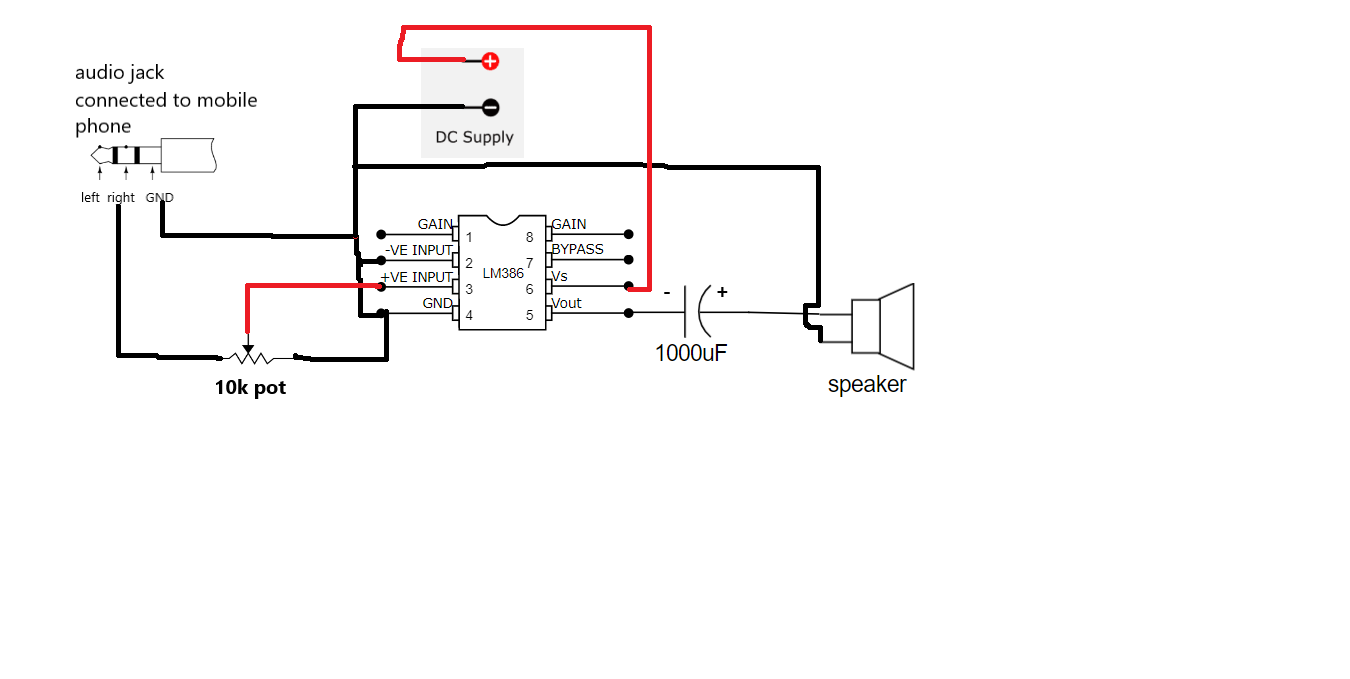 audio jack
connected to mobile
phone
left right GND
+
-
DC Supply
GAIN 1 8 GAIN
-VE INPUT 2 7 BYPASS
+VE INPUT 3 LM386 6 Vs
GND 4 5 Vout
- +
1000uF
10k pot
speaker